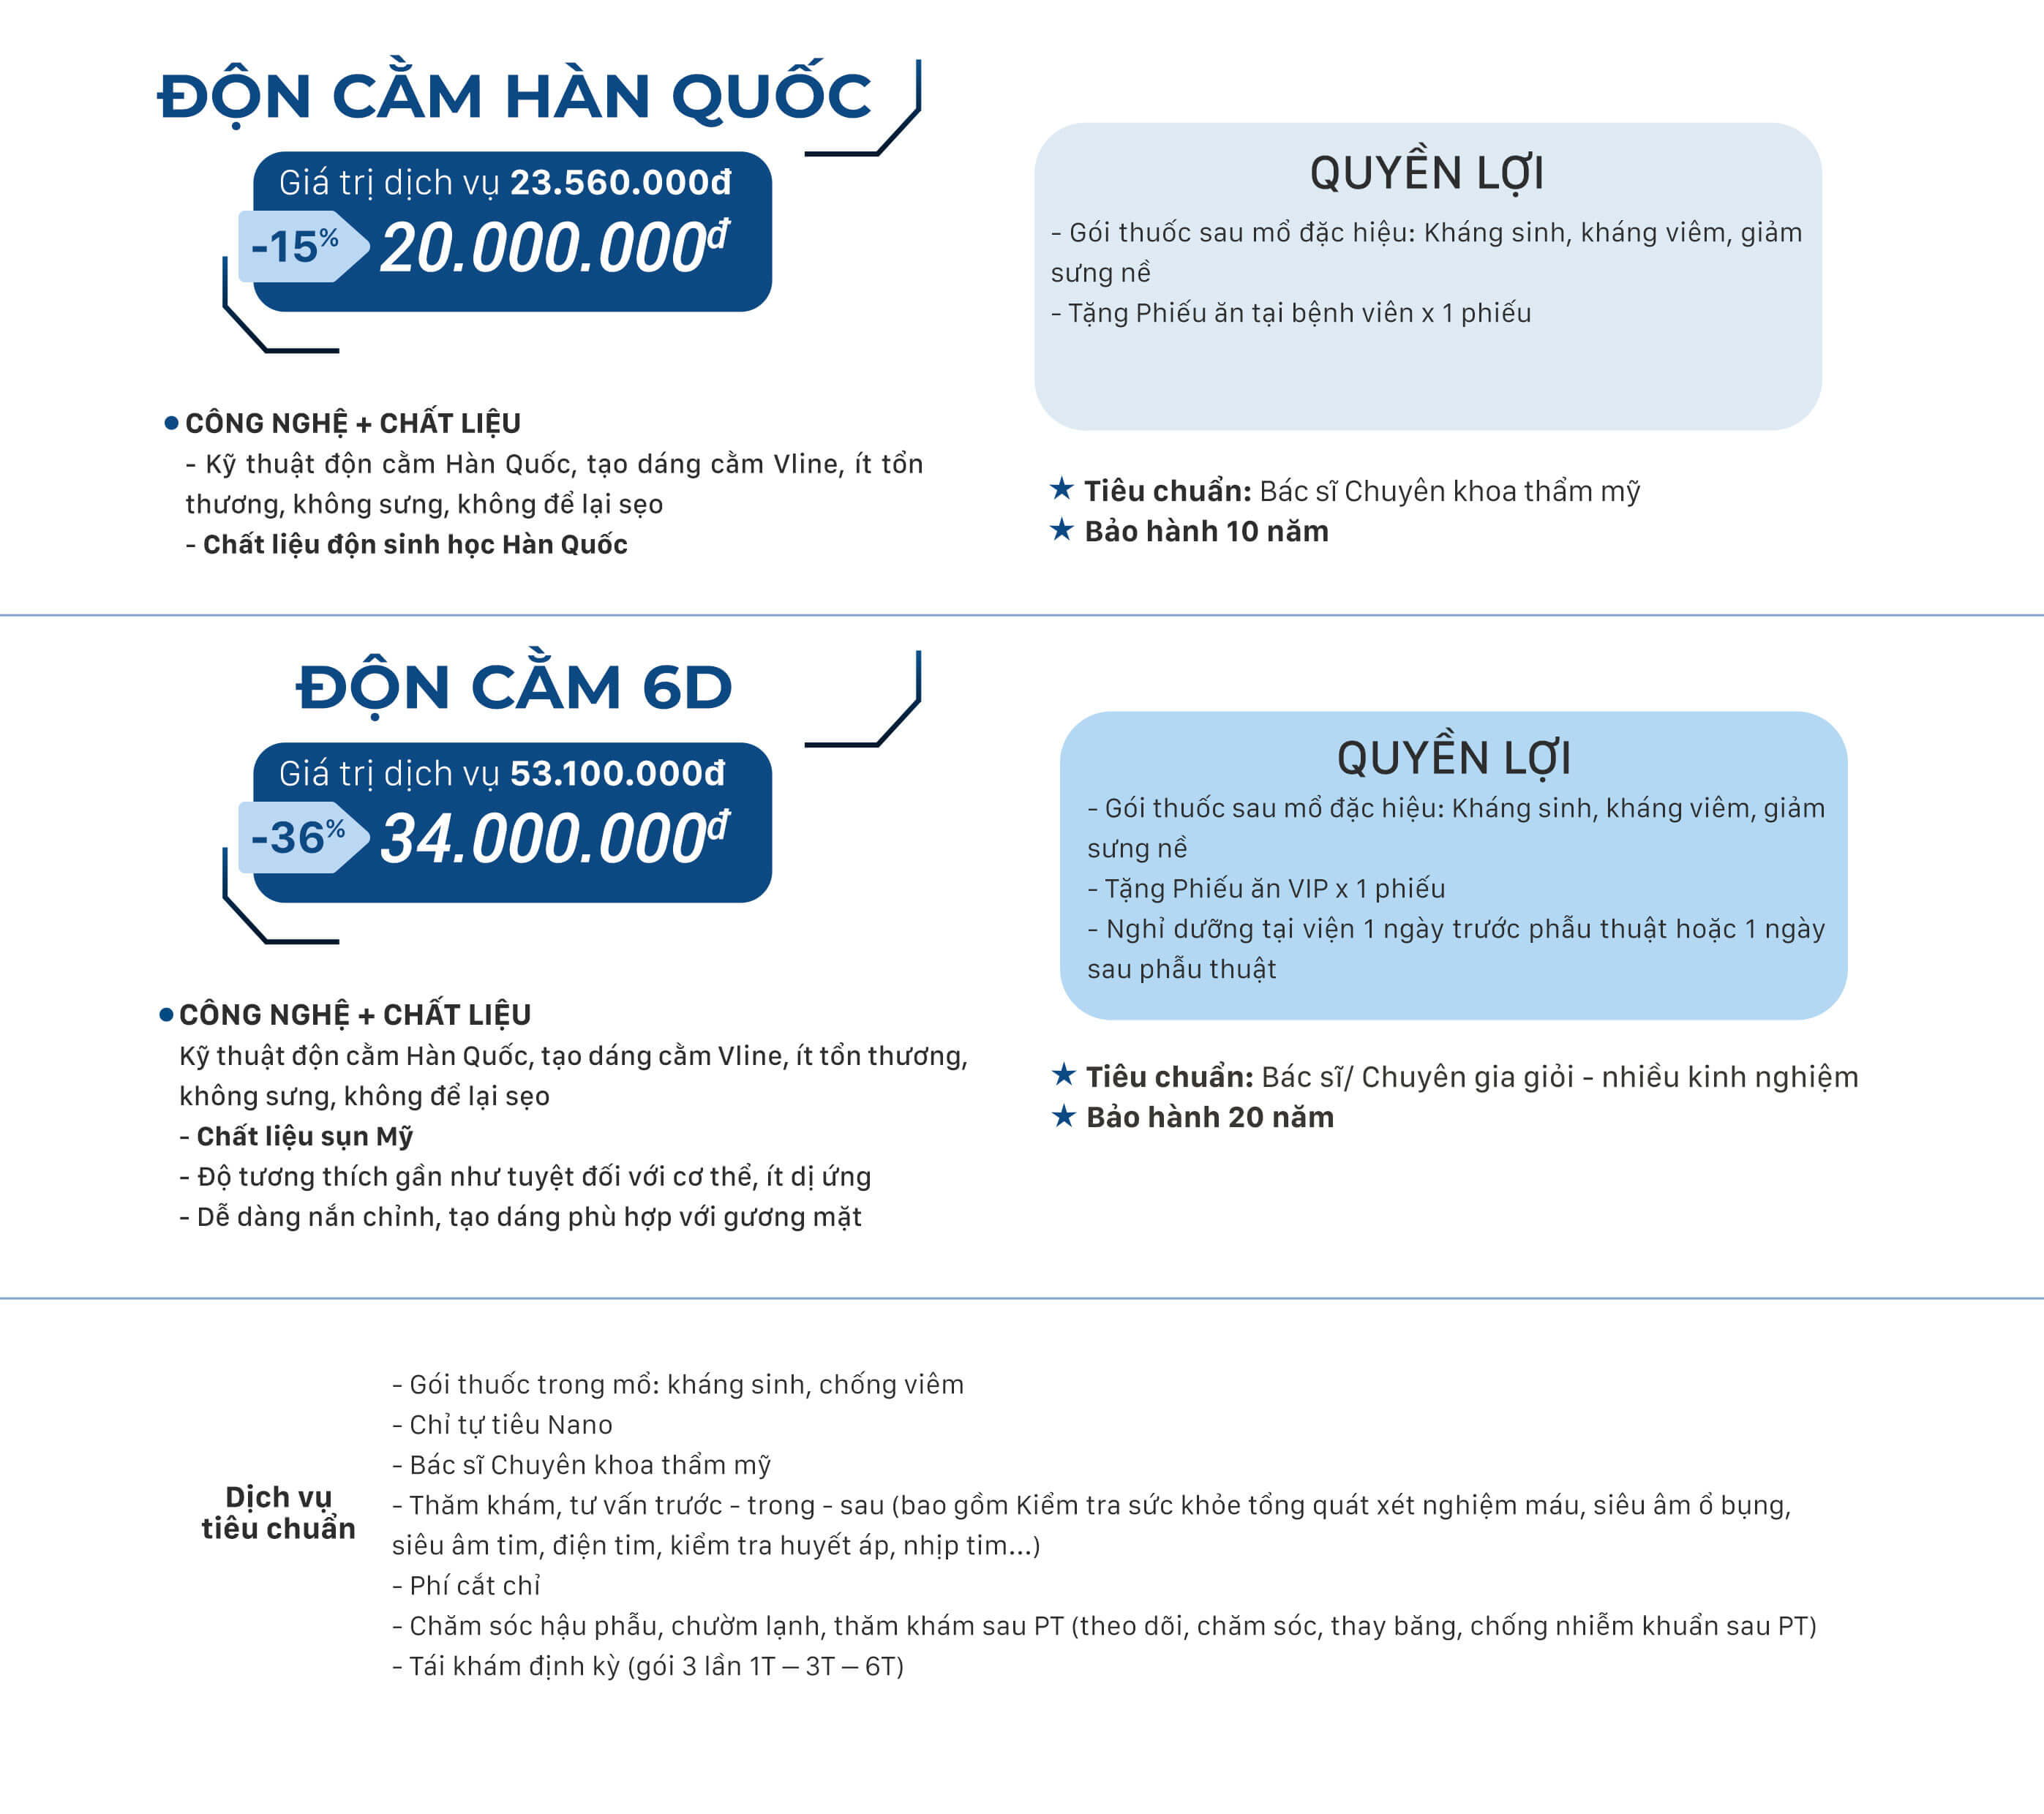 ĐỘN CẰM HÀN QUỐC
Giá trị dịch vụ 23.560.000đ
-15%
20.000.000đ
QUYỀN LỢI
- Gói thuốc sau mổ đặc hiệu: Kháng sinh, kháng viêm, giảm
sưng nề
- Tặng Phiếu ăn tại bệnh viên x 1 phiếu
CÔNG NGHỆ + CHẤT LIỆU
- Kỹ thuật độn cằm Hàn Quốc, tạo dáng cằm Vline, ít tổn
thương, không sưng, không để lại sẹo
- Chất liệu độn sinh học Hàn Quốc
★ Tiêu chuẩn: Bác sĩ Chuyên khoa thẩm mỹ
★ Bảo hành 10 năm
ĐỘN CẰM 6D
Giá trị dịch vụ 53.100.000đ
-36%
34.000.000đ
QUYỀN LỢI
- Gói thuốc sau mổ đặc hiệu: Kháng sinh, kháng viêm, giảm
sưng nề
- Tặng Phiếu ăn VIP x 1 phiếu
- Nghỉ dưỡng tại viện 1 ngày trước phẫu thuật hoặc 1 ngày
sau phẫu thuật
CÔNG NGHỆ + CHẤT LIỆU
Kỹ thuật độn cằm Hàn Quốc, tạo dáng cằm Vline, ít tổn thương,
không sưng, không để lại sẹo
- Chất liệu sụn Mỹ
- Độ tương thích gần như tuyệt đối với cơ thể, ít dị ứng
- Dễ dàng nắn chỉnh, tạo dáng phù hợp với gương mặt
★ Tiêu chuẩn: Bác sĩ/ Chuyên gia giỏi - nhiều kinh nghiệm
★ Bảo hành 20 năm
Dịch vụ
tiêu chuẩn
- Gói thuốc trong mổ: kháng sinh, chống viêm
- Chỉ tự tiêu Nano
- Bác sĩ Chuyên khoa thẩm mỹ
- Thăm khám, tư vấn trước - trong - sau (bao gồm Kiểm tra sức khỏe tổng quát xét nghiệm máu, siêu âm ổ bụng,
siêu âm tim, điện tim, kiểm tra huyết áp, nhịp tim...)
- Phí cắt chỉ
- Chăm sóc hậu phẫu, chườm lạnh, thăm khám sau PT (theo dõi, chăm sóc, thay băng, chống nhiễm khuẩn sau PT)
- Tái khám định kỳ (gói 3 lần 1T – 3T – 6T)